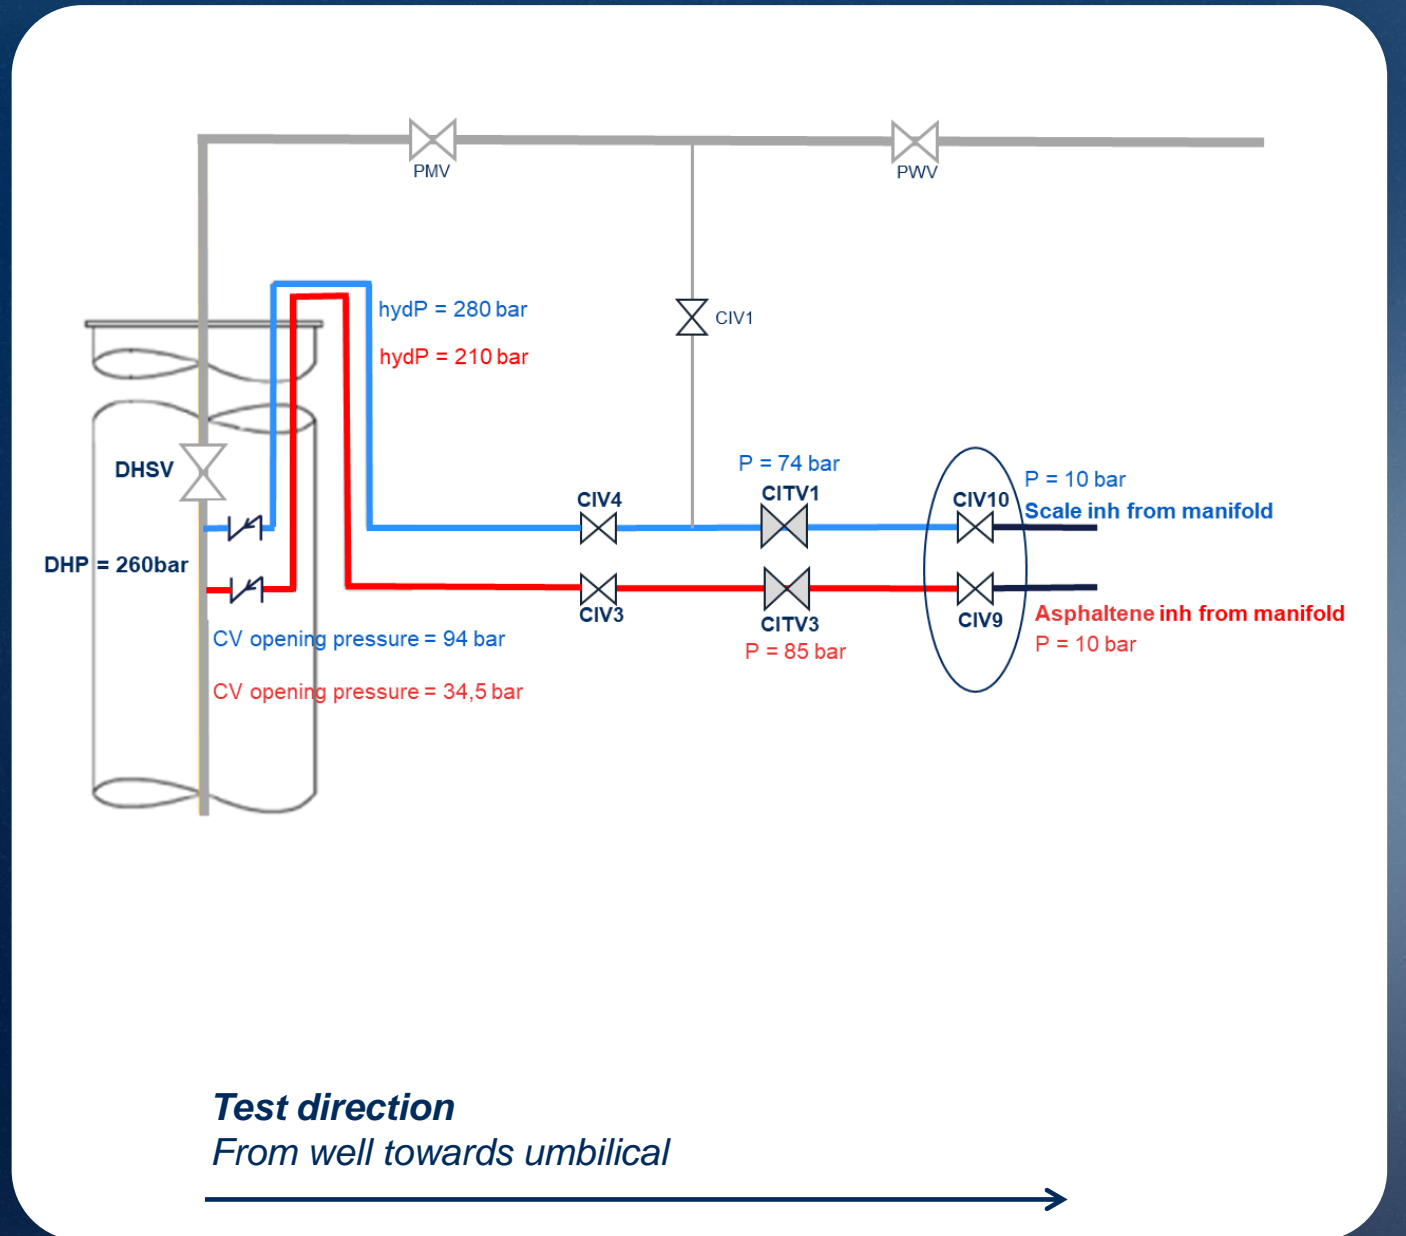 PMV
PWV
hydP = 280 bar
CIV1
hydP = 210 bar
DHSV
P = 74 bar
CITV1
CIV4
CIV10
P = 10 bar
Scale inh from manifold
DHP = 260bar
CIV3
CITV3
CIV9
Asphaltene inh from manifold
P = 10 bar
CV opening pressure = 94 bar
P = 85 bar
CV opening pressure = 34,5 bar
Test direction
From well towards umbilical